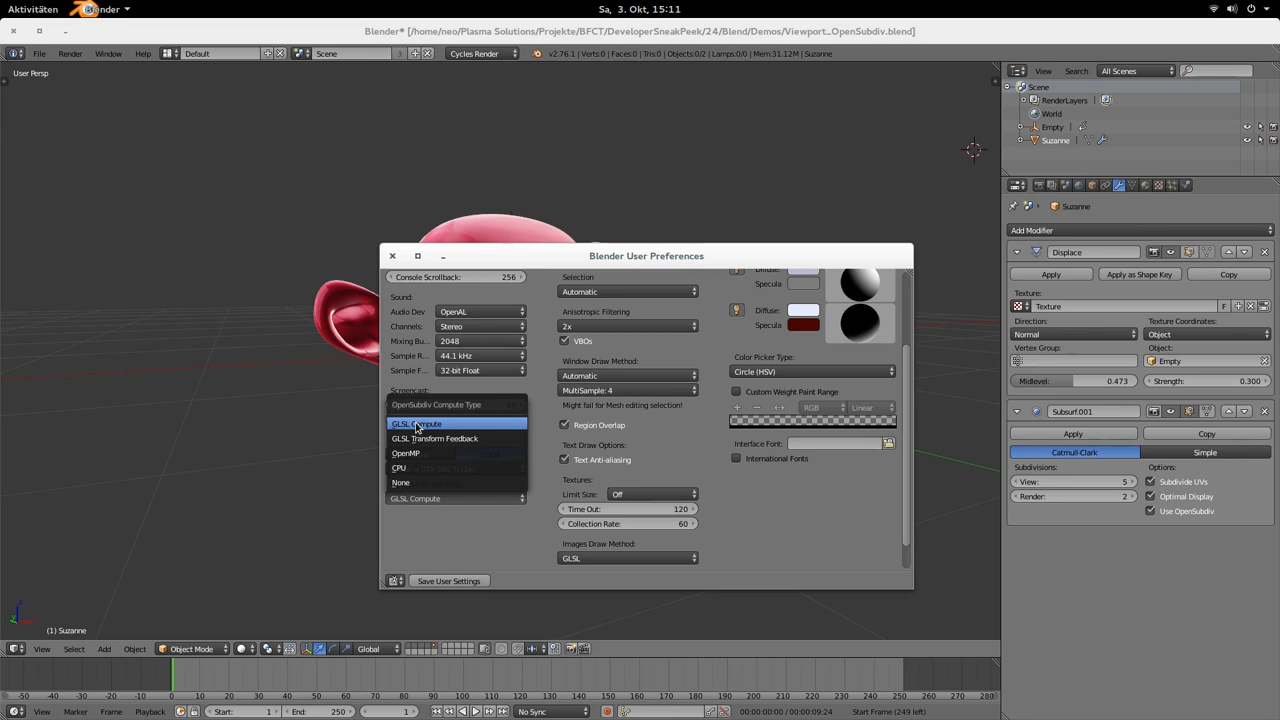 Aktivitäten
Blender
Sa, 3. Okt, 15:11
Blender* [/home/neo/Plasma Solutions/Projekte/BFCT/DeveloperSneakPeek/24/Blend/Demos/Viewport_OpenSubdiv.blend]
File Render Window Help Default Scene 3 Cycles Render v2.76.1 | Verts:0 | Faces:0 | Tris:0 | Objects:0/2 | Lamps:0/0 | Mem:31.12M | Suzanne
View Search All Scenes
User Persp
Scene
RenderLayers
World
Empty
Suzanne
Suzanne
Add Modifier
Displace
Apply Apply as Shape Key Copy
Texture:
Texture F
Direction: Texture Coordinates:
Normal Object
Vertex Group: Object:
Empty
Midlevel: 0.473 Strength: 0.300
Subsurf.001
Apply Copy
Catmull-Clark Simple
Subdivisions: Options:
View: 5 Subdivide UVs
Render: 2 Optimal Display
Use OpenSubdiv
Blender User Preferences
Console Scrollback: 256
Sound:
Audio Dev OpenAL
Channels: Stereo
Mixing Bu... 2048
Sample R... 44.1 kHz
Sample F... 32-bit Float
Screencast:
OpenSubdiv Compute Type
GLSL Compute
GLSL Transform Feedback
OpenMP
CPU
None
GLSL Compute
Selection
Automatic
Anisotropic Filtering
2x
VBOs
Window Draw Method:
Automatic
MultiSample: 4
Might fail for Mesh editing selection!
Region Overlap
Text Draw Options:
Text Anti-aliasing
Textures:
Limit Size: Off
Time Out: 120
Collection Rate: 60
Images Draw Method:
GLSL
Diffuse:
Specula
Diffuse:
Specula
Color Picker Type:
Circle (HSV)
Custom Weight Paint Range
RGB Linear
Interface Font:
International Fonts
Save User Settings
(1) Suzanne
View Select Add Object Object Mode Global
-50 -40 -30 -20 -10 0 10 20 30 40 50 60 70 80 90 100 110 120 130 140 150 160 170 180 190 200 210 220 230 240 250 260 270 280
View Marker Frame Playback Start: 1 End: 250 1 No Sync 00:00:00:00 / 00:00:09:24 Start Frame (249 left)